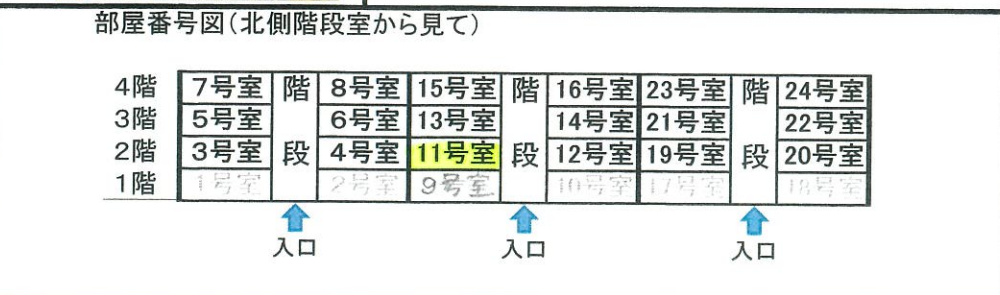 部屋番号図(北側階段室から見て)
4階 7号室 階 8号室 15号室 階 16号室 23号室 階 24号室
3階 5号室 6号室 13号室 14号室 21号室 22号室
2階 3号室 段 4号室 11号室 段 12号室 19号室 段 20号室
1階 1号室 2号室 9号室 10号室 17号室 18号室
入口 入口 入口